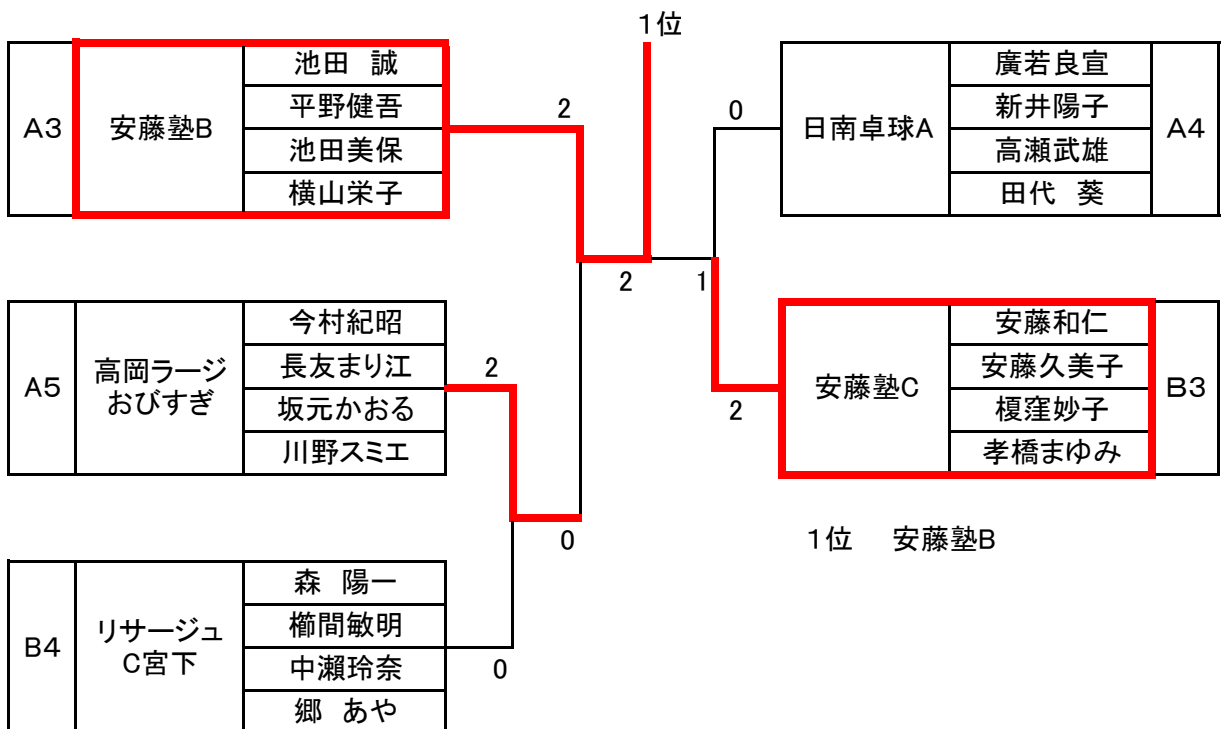 1位
A3
安藤塾B
池田 誠
平野健吾
池田美保
横山栄子
2
0
日南卓球A
廣若良宣
新井陽子
高瀬武雄
田代 葵
A4
2
1
A5
高岡ラージ
おびすぎ
今村紀昭
長友まり江
坂元かおる
川野スミエ
2
2
安藤塾C
安藤和仁
安藤久美子
榎窪妙子
孝橋まゆみ
B3
0
1位 安藤塾B
B4
リサージュ
C宮下
森 陽一
櫛間敏明
中瀬玲奈
郷 あや
0